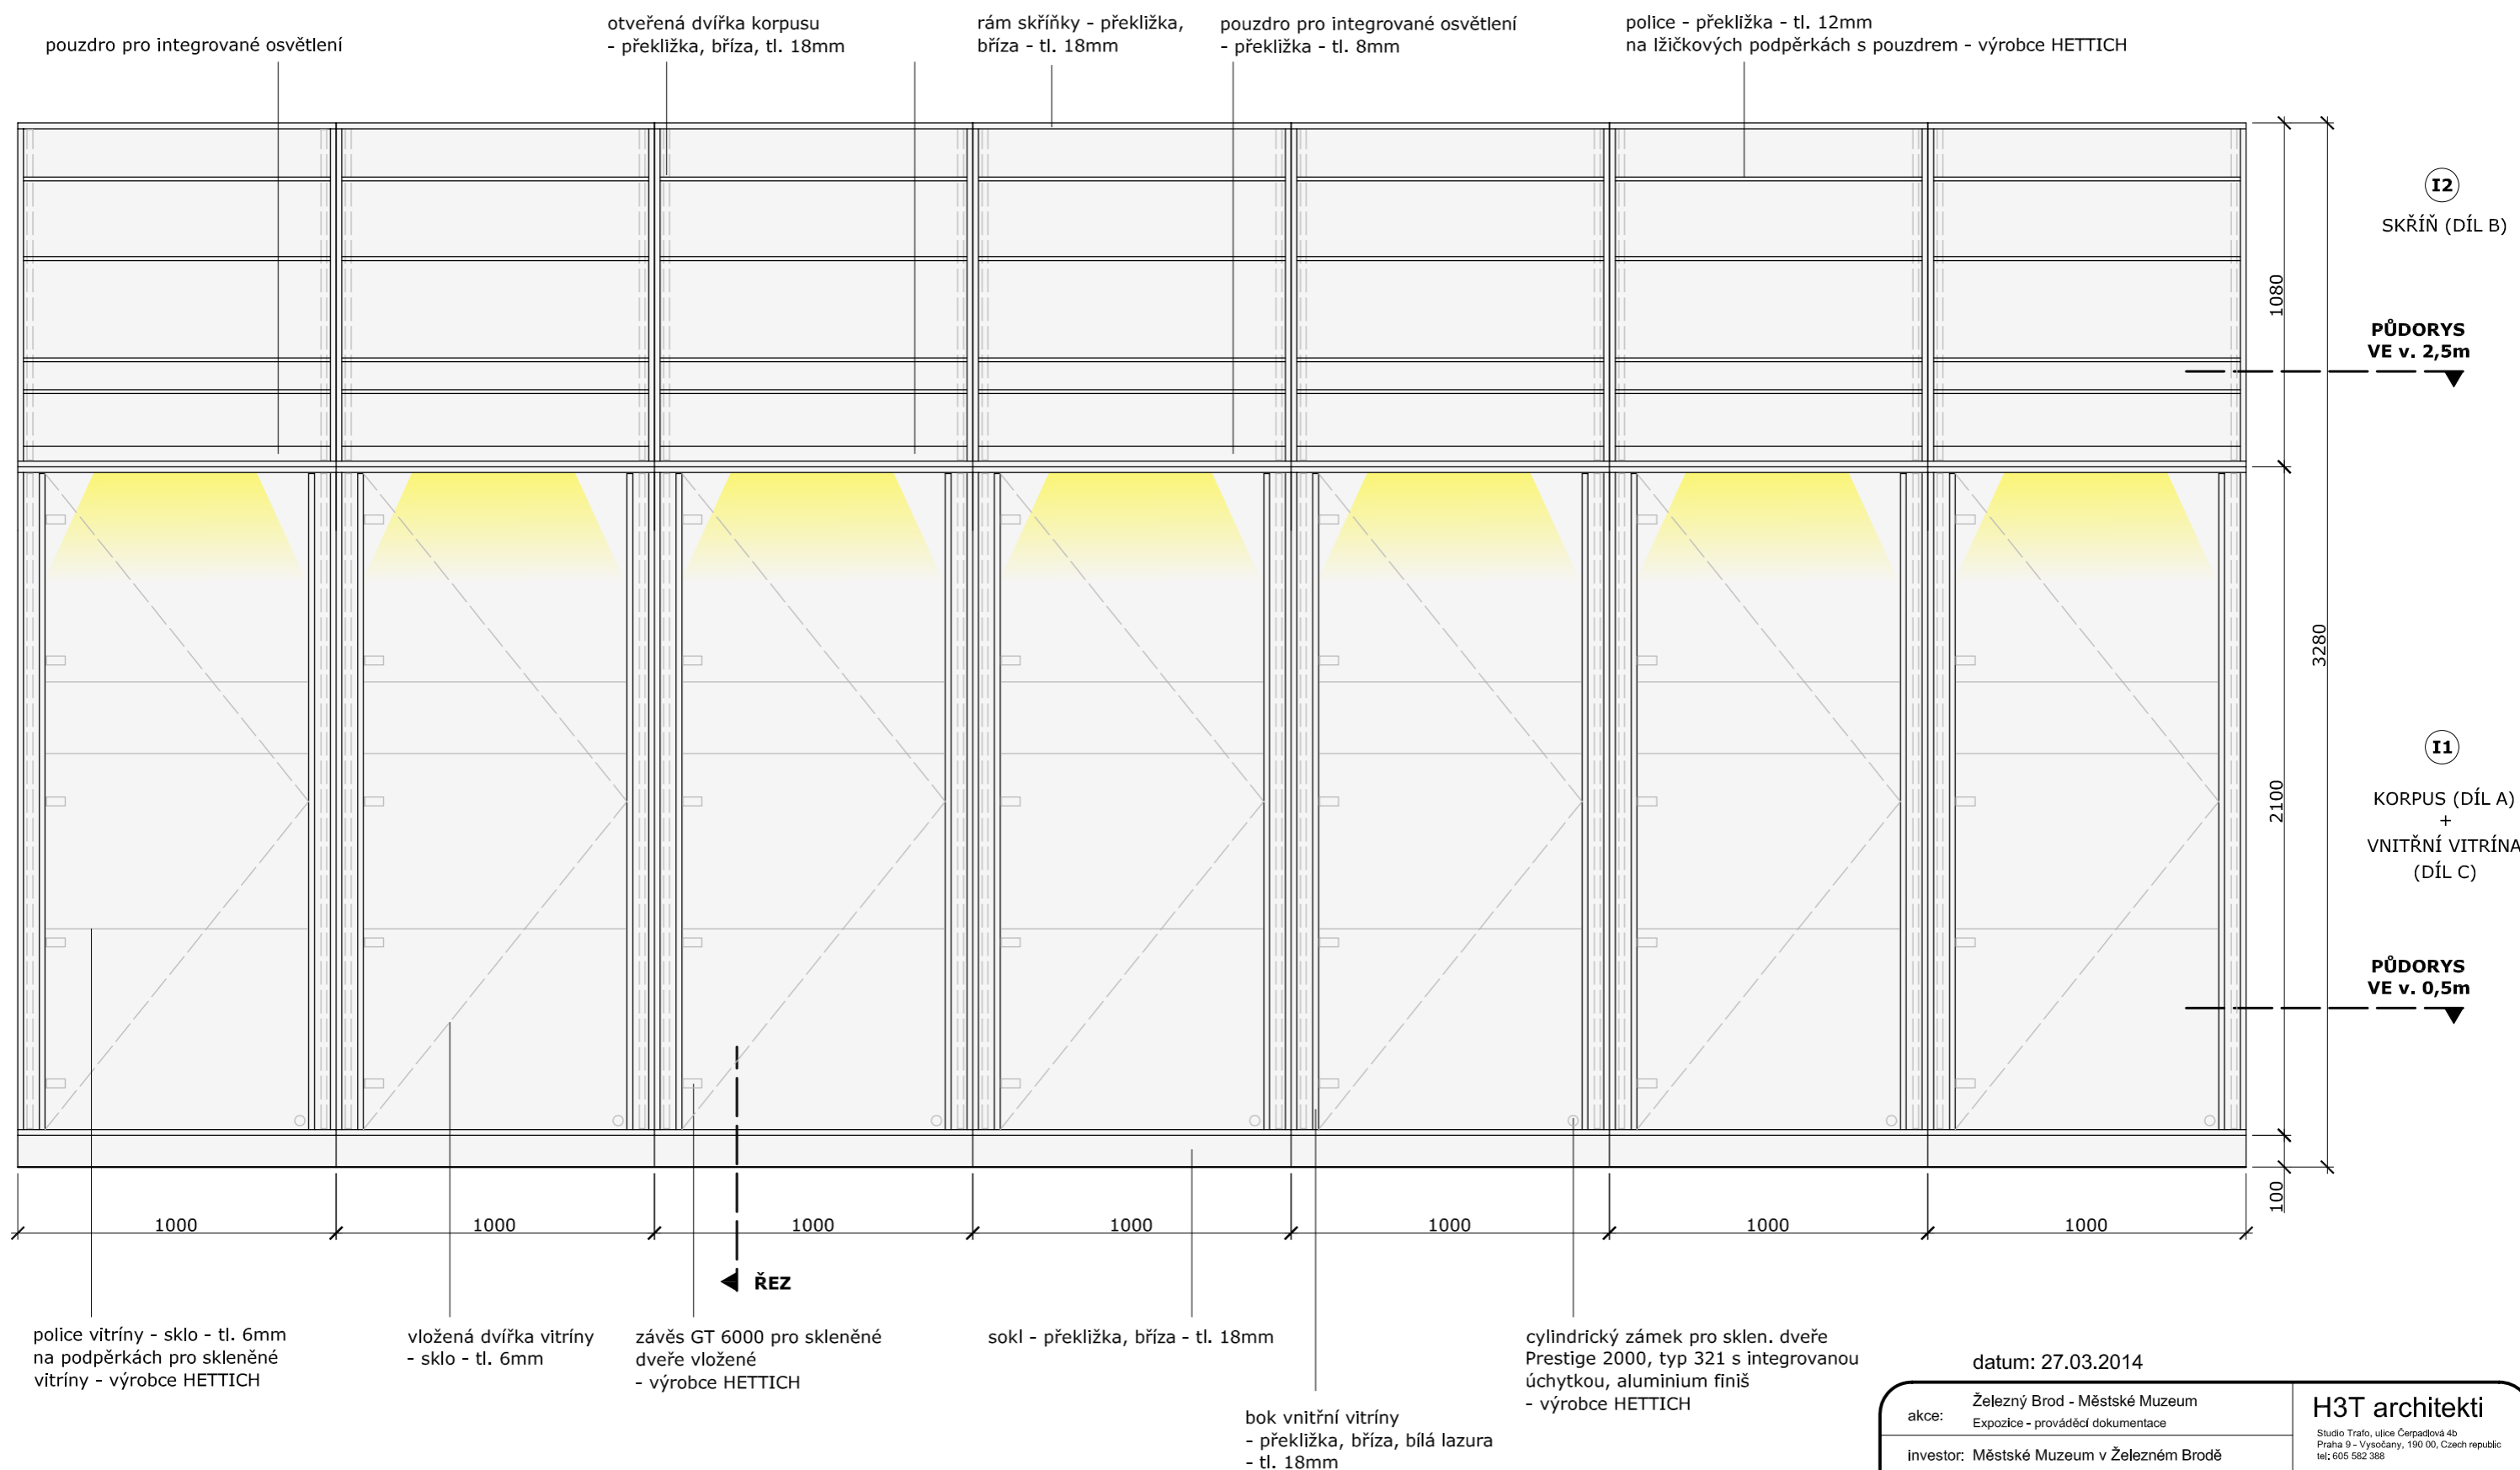 pouzdro pro integrované osvětlení
otveřená dvířka korpusu
- překližka, bříza, tl. 18mm
rám skříňky - překližka,
bříza - tl. 18mm
pouzdro pro integrované osvětlení
- překližka - tl. 8mm
police - překližka - tl. 12mm
na lžičkových podpěrkách s pouzdrem - výrobce HETTICH
I2
SKŘÍŇ (DÍL B)
1080
PŮDORYS
VE v. 2,5m
3280
I1
KORPUS (DÍL A)
+
VNITŘNÍ VITRÍNA
(DÍL C)
2100
PŮDORYS
VE v. 0,5m
100
1000
1000
1000
1000
1000
1000
1000
ŘEZ
police vitríny - sklo - tl. 6mm
na podpěrkách pro skleněné
vitríny - výrobce HETTICH
vložená dvířka vitríny
- sklo - tl. 6mm
závěs GT 6000 pro skleněné
dveře vložené
- výrobce HETTICH
sokl - překližka, bříza - tl. 18mm
bok vnitřní vitríny
- překližka, bříza, bílá lazura
- tl. 18mm
cylindrický zámek pro sklen. dveře
Prestige 2000, typ 321 s integrovanou
úchytkou, aluminium finiš
- výrobce HETTICH
datum: 27.03.2014
akce: Železný Brod - Městské Muzeum
Expozice - prováděcí dokumentace
investor: Městské Muzeum v Železném Brodě
H3T architekti
Studio Trafo, ulice Čerpadlová 4b
Praha 9 - Vysočany, 190 00, Czech republic
tel: 605 582 388